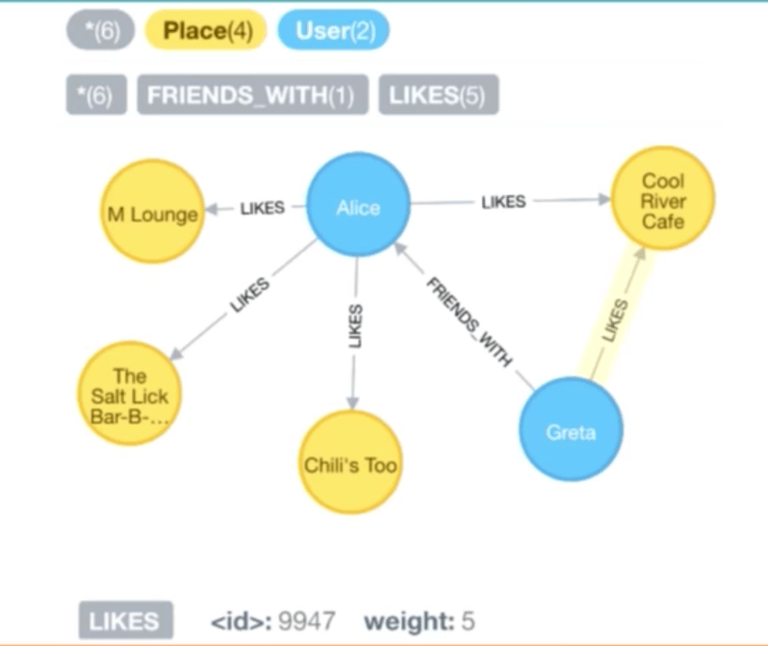 *(6) Place(4) User(2)
*(6) FRIENDS_WITH(1) LIKES(5)
M Lounge
LIKES
Alice
LIKES
Cool
River
Cafe
LIKES
LIKES
FRIENDS_WITH
LIKES
The
Salt Lick
Bar-B-...
Chili's Too
Greta
LIKES <id>: 9947 weight: 5